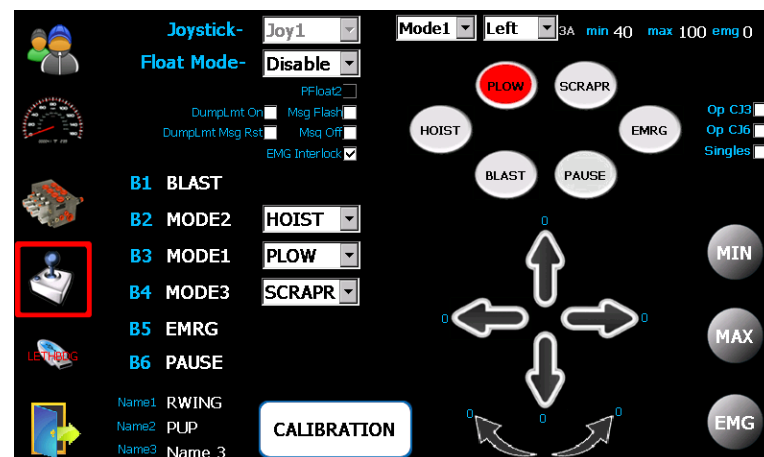 Joystick- Joy1 Mode1 Left 3A min 40 max 100 emg 0
Float Mode- Disable
PFloat2
DumpLmt On Msg Flash
DumpLmt Msg Rst Msg Off
EMG Interlock
PLOW SCRAPR
HOIST EMRG
BLAST PAUSE
Op CJ3
Op CJ6
Singles
B1 BLAST
B2 MODE2 HOIST
B3 MODE1 PLOW
B4 MODE3 SCRAPR
B5 EMRG
B6 PAUSE
0
0 0
0 0 0
MIN
MAX
EMG
LETHBDG
Name1 RWING
Name2 PUP
Name3 Name 3
CALIBRATION